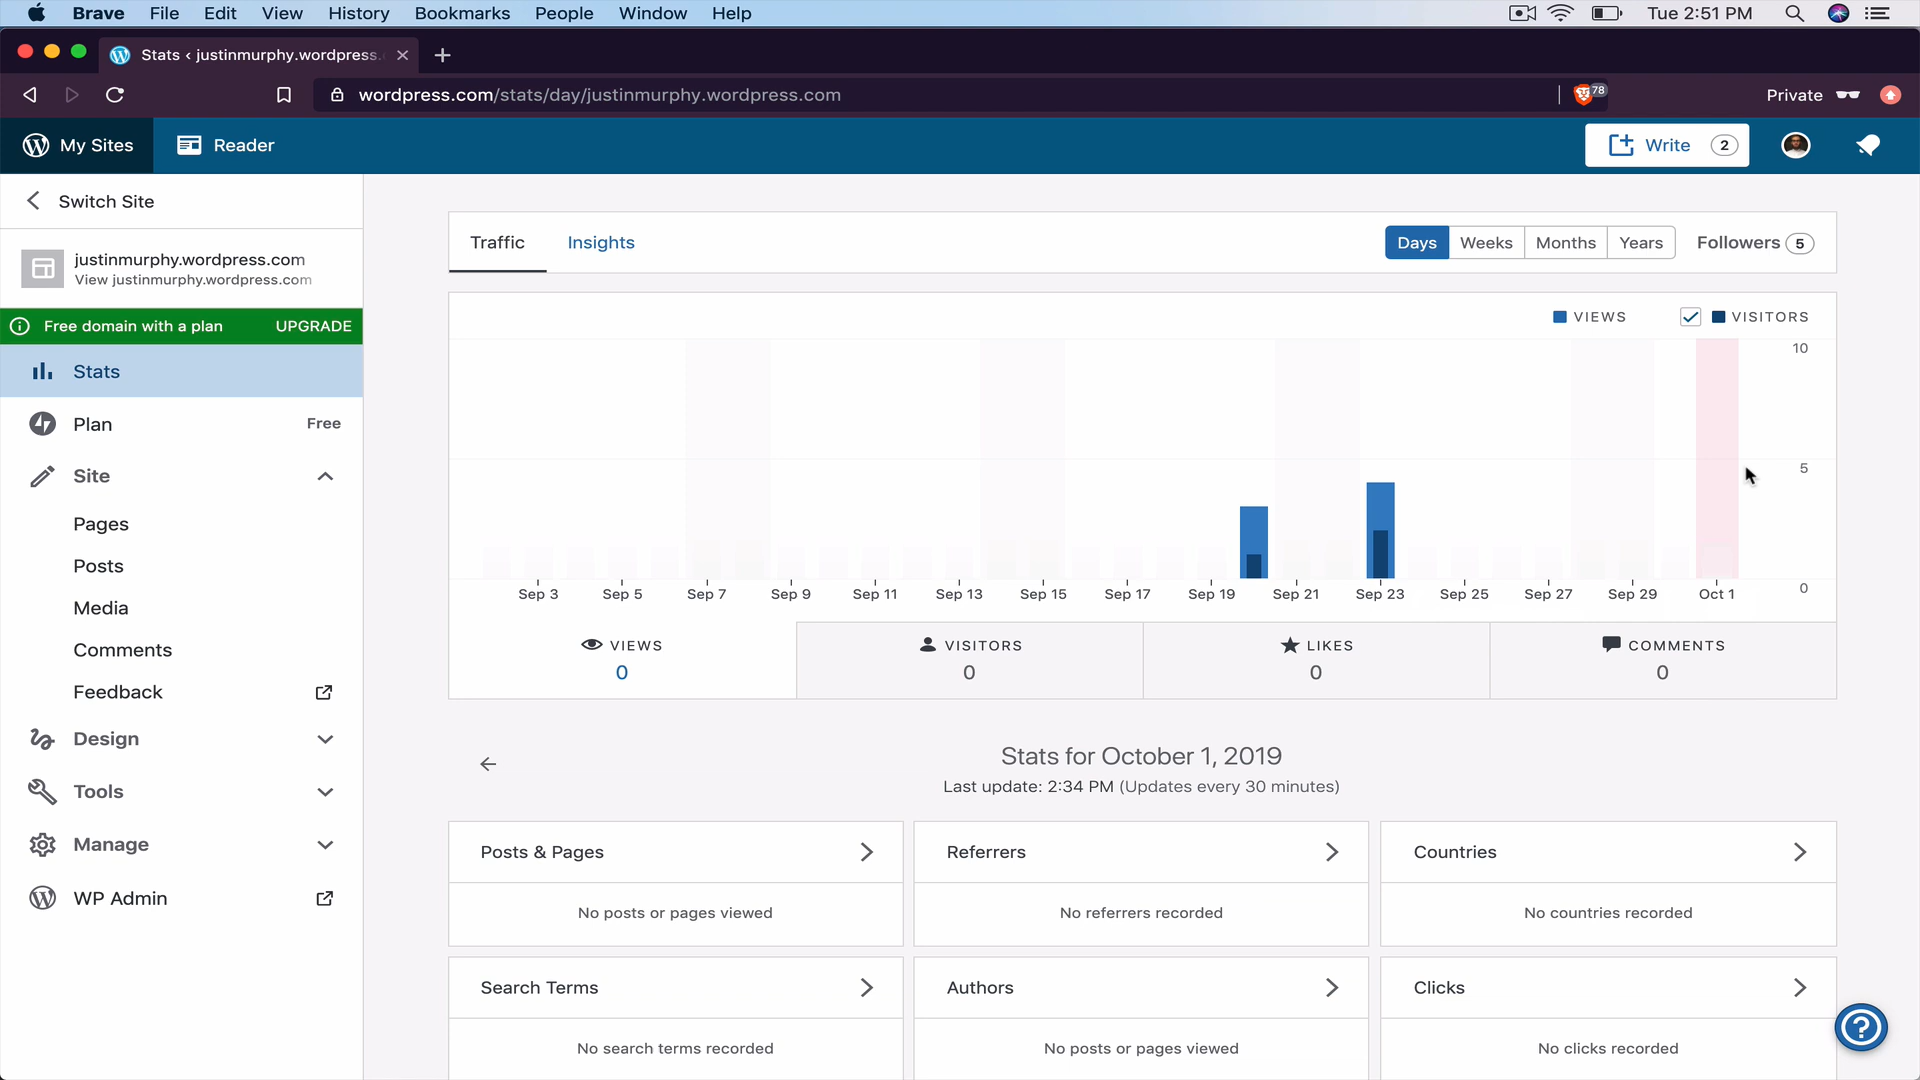 Brave File Edit View History Bookmarks People Window Help Tue 2:51 PM
Stats ‹ justinmurphy.wordpress.
wordpress.com/stats/day/justinmurphy.wordpress.com 78 Private
My Sites Reader Write 2
Switch Site
justinmurphy.wordpress.com
View justinmurphy.wordpress.com
Free domain with a plan UPGRADE
Stats
Plan Free
Site
Pages
Posts
Media
Comments
Feedback
Design
Tools
Manage
WP Admin
Traffic Insights Days Weeks Months Years Followers 5
VIEWS VISITORS
10
5
0
Sep 3 Sep 5 Sep 7 Sep 9 Sep 11 Sep 13 Sep 15 Sep 17 Sep 19 Sep 21 Sep 23 Sep 25 Sep 27 Sep 29 Oct 1
VIEWS VISITORS LIKES COMMENTS
0 0 0 0
Stats for October 1, 2019
Last update: 2:34 PM (Updates every 30 minutes)
Posts & Pages Referrers Countries
No posts or pages viewed No referrers recorded No countries recorded
Search Terms Authors Clicks
No search terms recorded No posts or pages viewed No clicks recorded